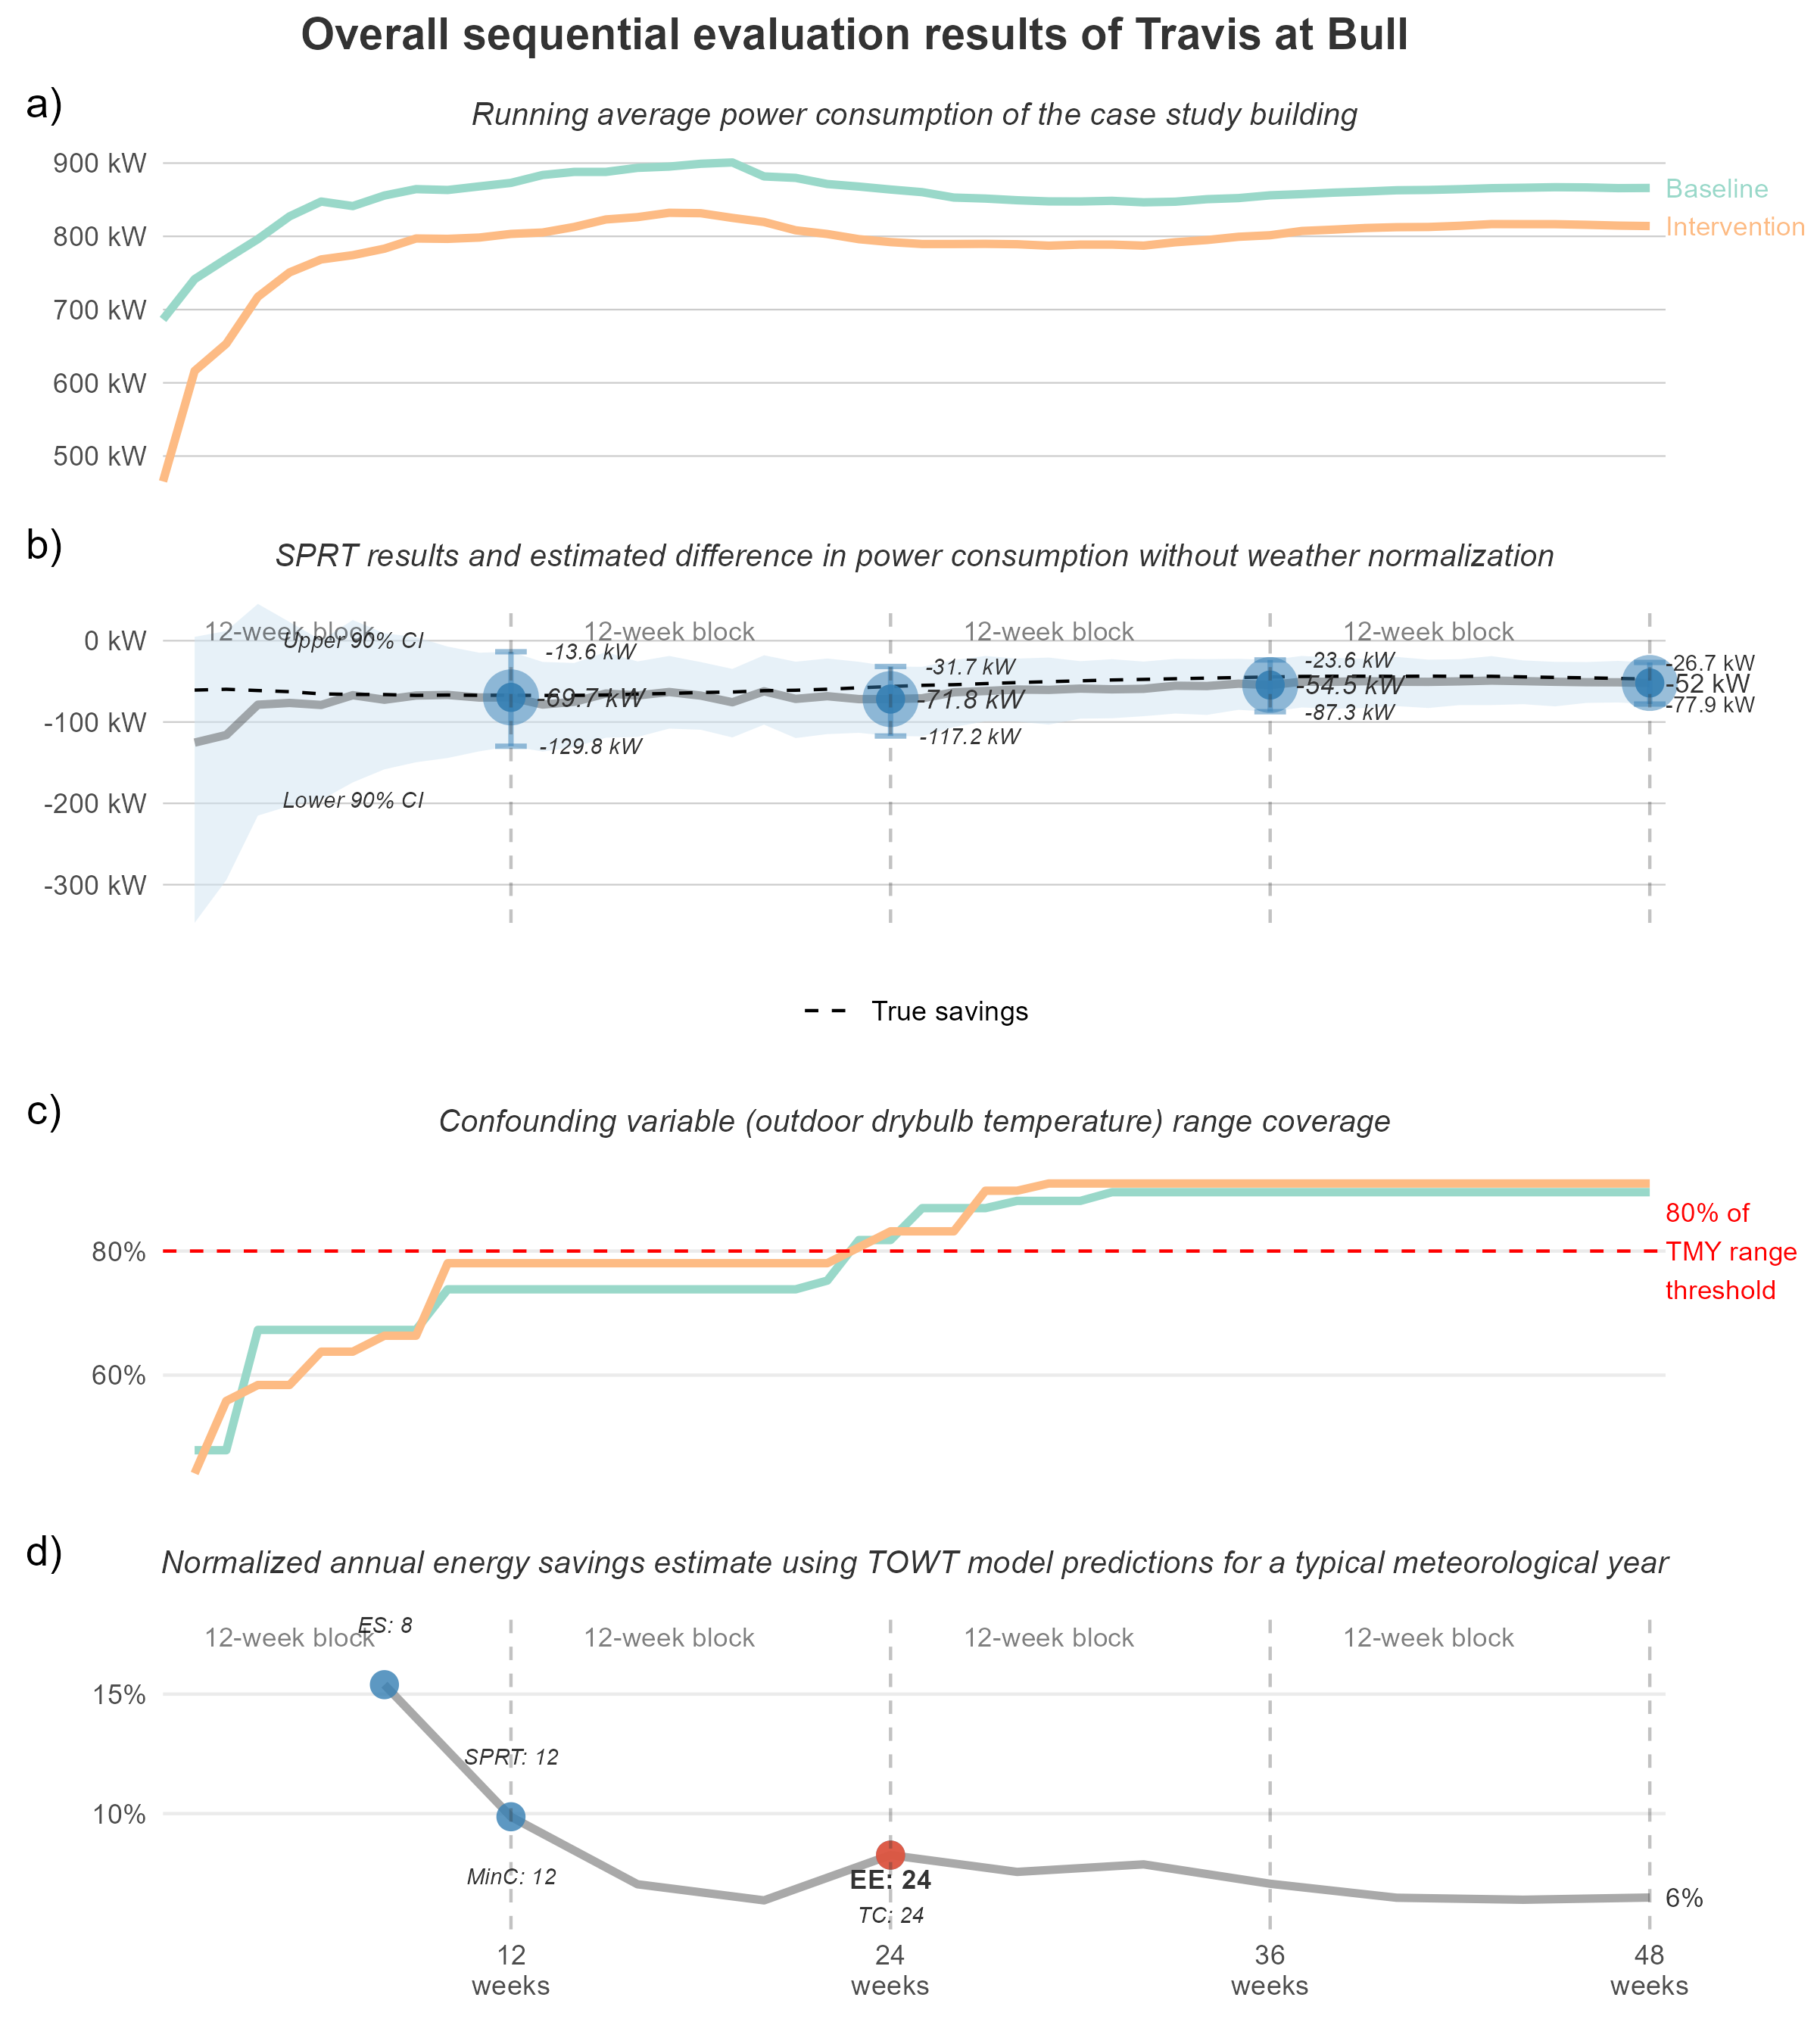 Overall sequential evaluation results of Travis at Bull
a)
Running average power consumption of the case study building
900 kW
800 kW
700 kW
600 kW
500 kW
Baseline
Intervention
b)
SPRT results and estimated difference in power consumption without weather normalization
0 kW
-100 kW
-200 kW
-300 kW
12-week block
12-week block
12-week block
12-week block
Upper 90% CI
Lower 90% CI
-13.6 kW
-69.7 kW
-129.8 kW
-31.7 kW
-71.8 kW
-117.2 kW
-23.6 kW
-54.5 kW
-87.3 kW
-26.7 kW
-52 kW
-77.9 kW
True savings
c)
Confounding variable (outdoor drybulb temperature) range coverage
80%
60%
80% of
TMY range
threshold
d)
Normalized annual energy savings estimate using TOWT model predictions for a typical meteorological year
12-week block
12-week block
12-week block
12-week block
15%
10%
ES: 8
SPRT: 12
MinC: 12
EE: 24
TC: 24
6%
12
weeks
24
weeks
36
weeks
48
weeks